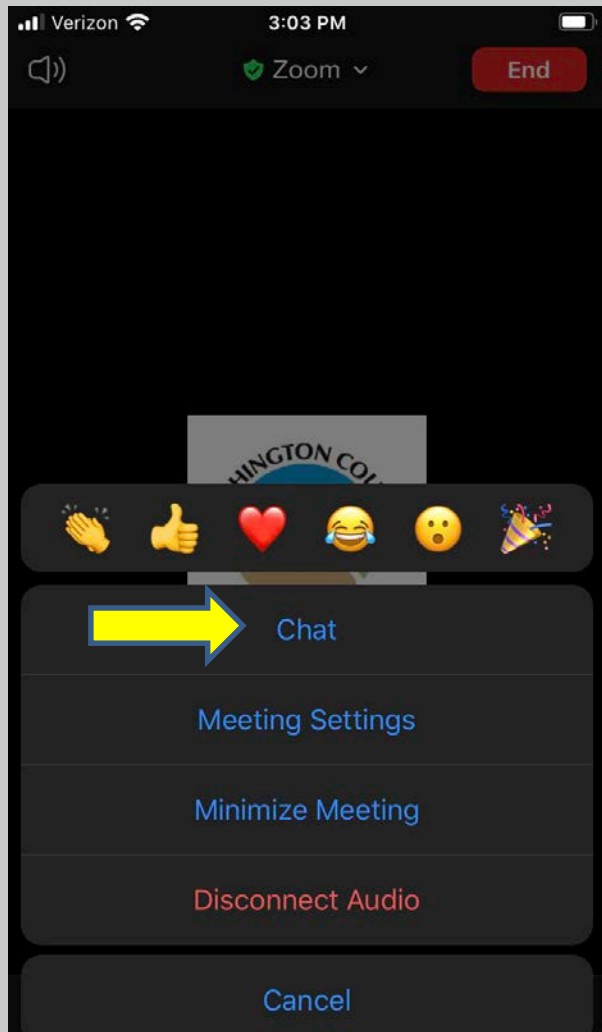 Verizon 3:03 PM
Zoom End
Chat
Meeting Settings
Minimize Meeting
Disconnect Audio
Cancel